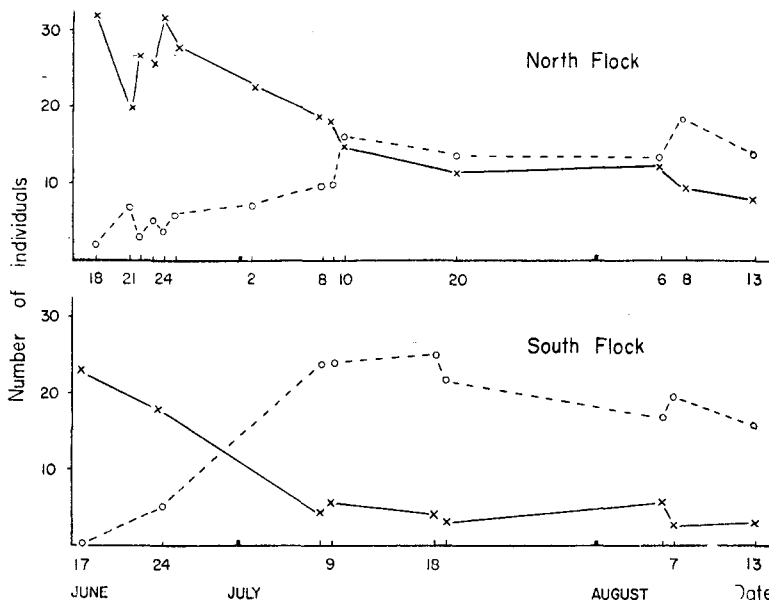 30
20
10
North Flock
18 21 24 2 8 10 20 6 8 13
Number of individuals
30
20
10
South Flock
17 24 9 18 7 13
JUNE JULY AUGUST Date